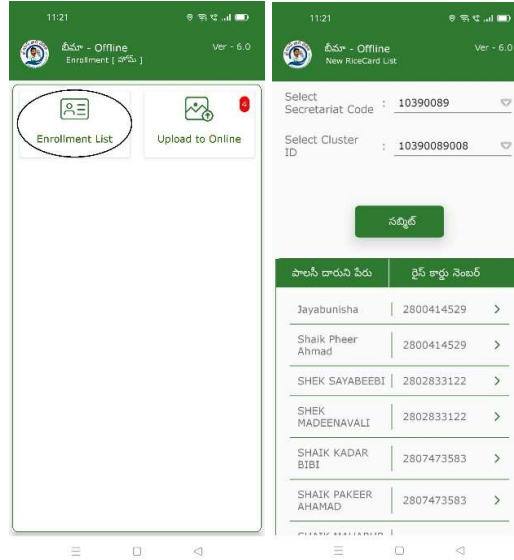 11:21
బీమా - Offline
Ver - 6.0
Enrollment [ హోమ్ ]
4
Enrollment List
Upload to Online
11:21
బీమా - Offline
Ver - 6.0
New RiceCard List
Select
Secretariat Code : 10390089
Select Cluster
ID : 10390089008
సబ్మిట్
పాలసీ దారుని పేరు రైస్ కార్డు నెంబర్
Jayabunisha 2800414529
Shaik Pheer
Ahmad 2800414529
SHEK SAYABEEBI 2802833122
SHEK
MADEENAVALI 2802833122
SHAIK KADAR
BIBI 2807473583
SHAIK PAKEER
AHAMAD 2807473583